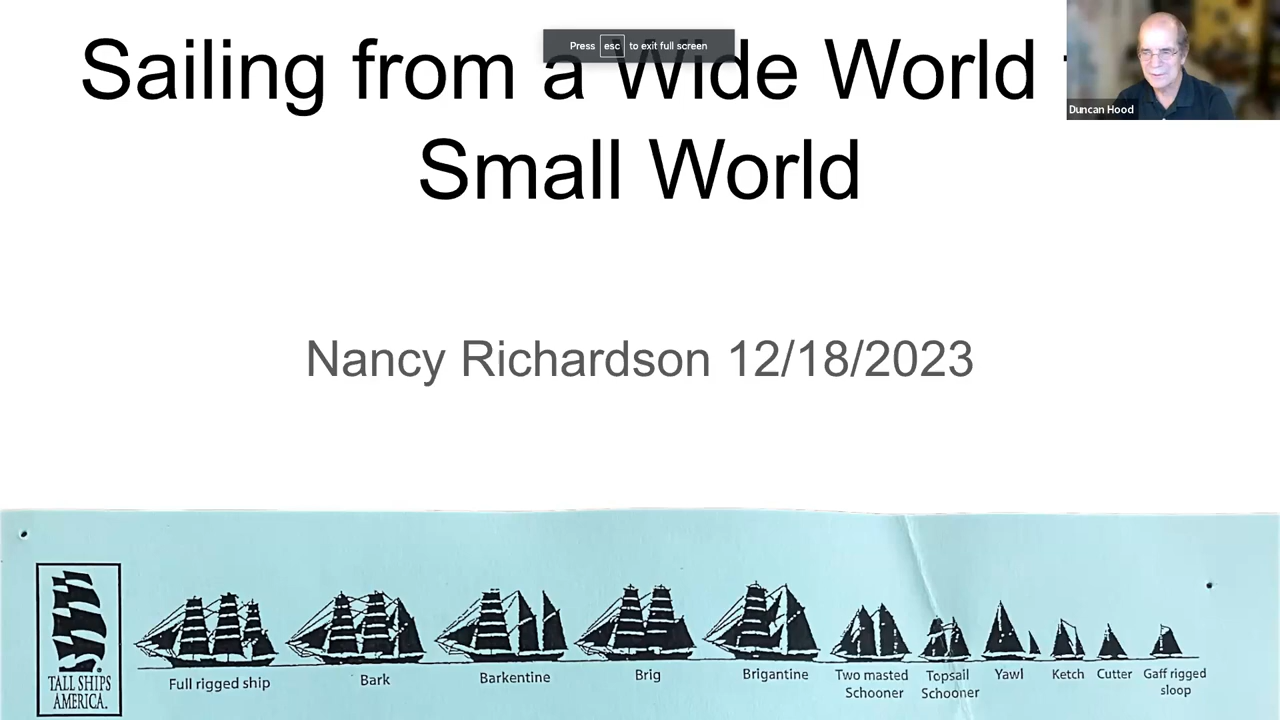 Press esc to exit full screen
Sailing from a Wide World
Small World
Duncan Hood
Nancy Richardson 12/18/2023
TALL SHIPS
AMERICA.
Full rigged ship
Bark
Barkentine
Brig
Brigantine
Two masted
Schooner
Topsail
Schooner
Yawl
Ketch
Cutter
Gaff rigged
sloop